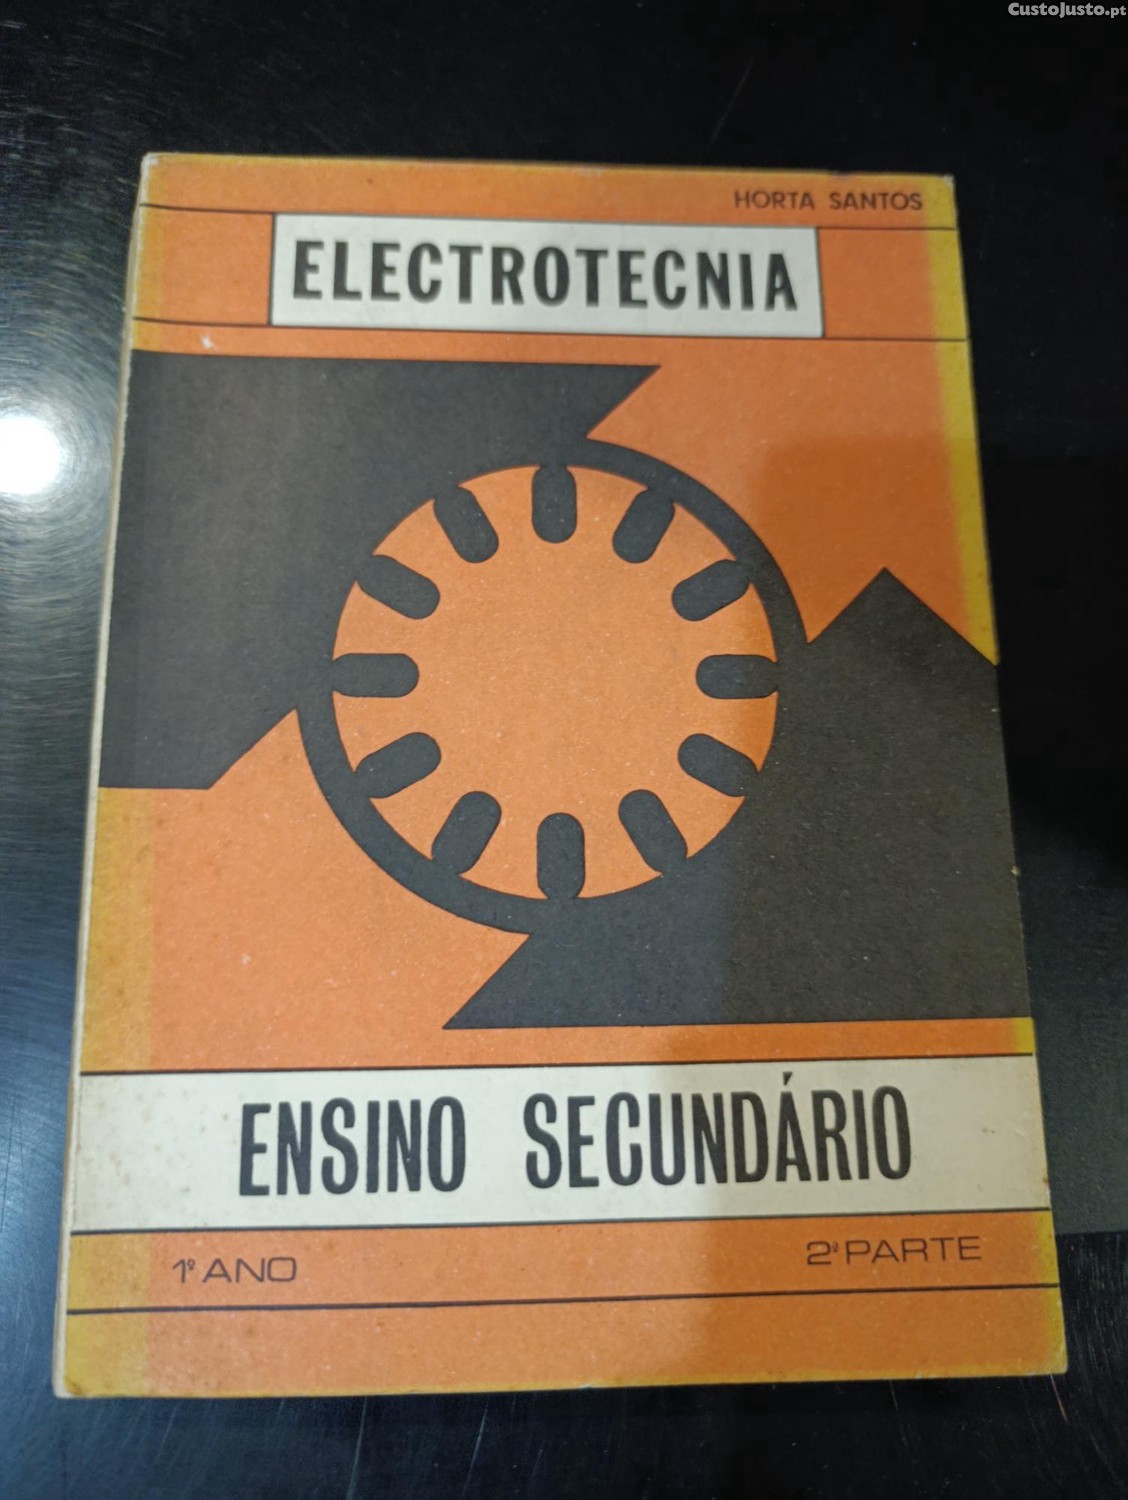 CustoJusto.pt
HORTA SANTOS
ELECTROTECNIA
ENSINO SECUNDÁRIO
1º ANO
2ª PARTE